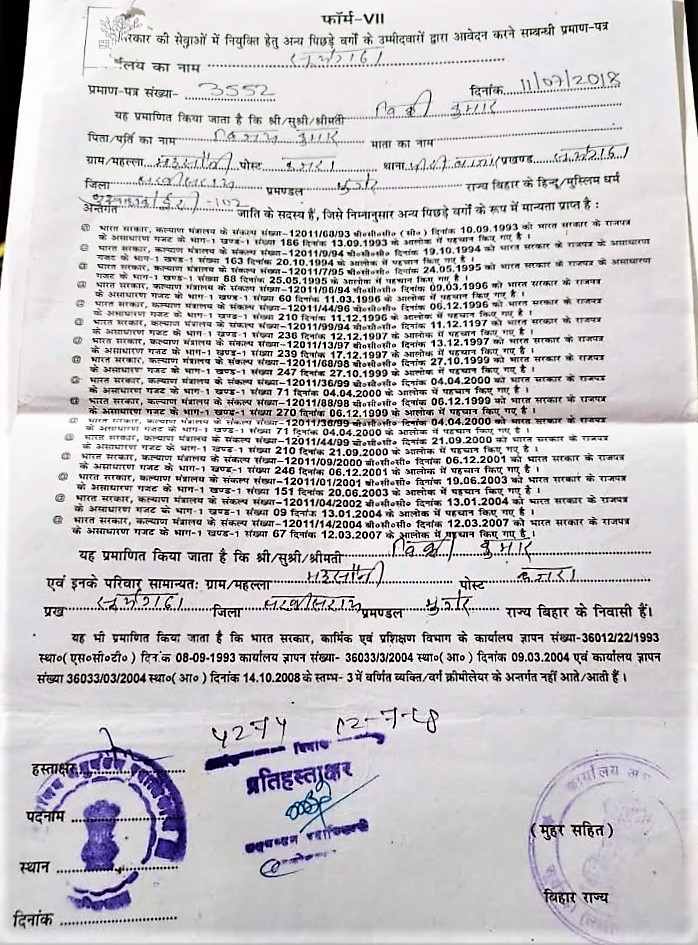 फॉर्म-VII
सरकार की सेवाओं में नियुक्ति हेतु अन्य पिछड़े वर्गों के उम्मीदवारों द्वारा आवेदन करने सम्बन्धी प्रमाण-पत्र
र्यालय का नाम सूर्यगढ़ा
प्रमाण-पत्र संख्या- 3552 दिनांक 11/07/2018
यह प्रमाणित किया जाता है कि श्री/सुश्री/श्रीमती विक्की कुमार
पिता/पति का नाम कुमार माता का नाम
ग्राम/महल्ला पोस्ट कजरा थाना प्रखण्ड सूर्यगढ़ा
जिला लखीसराय प्रमण्डल मुंगेर राज्य बिहार के हिन्दू/मुस्लिम धर्म
अन्तर्गत जाति के सदस्य हैं, जिसे निम्नानुसार अन्य पिछड़े वर्गों के रूप में मान्यता प्राप्त है :
@ भारत सरकार, कल्याण मंत्रालय के संकल्प संख्या-12011/68/93 बी०सी०सी० (सी०) दिनांक 10.09.1993 को भारत सरकार के राजपत्र
के असाधारण गजट के भाग-1 खण्ड-1 संख्या 186 दिनांक 13.09.1993 के आलोक में पहचान किए गए है ।
@ भारत सरकार, कल्याण मंत्रालय के संकल्प संख्या-12011/9/94 बी०सी०सी० दिनांक 19.10.1994 को भारत सरकार के राजपत्र असाधारण
गजट के भाग-1 खण्ड-1 संख्या 163 दिनांक 20.10.1994 के आलोक में पहचान किए गए है ।
@ भारत सरकार, कल्याण मंत्रालय के संकल्प संख्या-12011/7/95 बी०सी०सी० दिनांक 24.05.1995 को भारत सरकार के राजपत्र असाधारण
गजट के भाग-1 खण्ड-1 संख्या 88 दिनांक 25.05.1995 के आलोक में पहचान किए गए है ।
@ भारत सरकार, कल्याण मंत्रालय के संकल्प संख्या-12011/96/94 बी०सी०सी० दिनांक 09.03.1996 को भारत सरकार के राजपत्र
के असाधारण गजट के भाग-1 खण्ड-1 संख्या 60 दिनांक 11.03.1996 के आलोक में पहचान किए गए है ।
@ भारत सरकार, कल्याण मंत्रालय के संकल्प संख्या-12011/44/96 बी०सी०सी० दिनांक 06.12.1996 को भारत सरकार के राजपत्र
के असाधारण गजट के भाग-1 खण्ड-1 संख्या 210 दिनांक 11.12.1996 के आलोक में पहचान किए गए है ।
@ भारत सरकार, कल्याण मंत्रालय के संकल्प संख्या-12011/99/94 बी०सी०सी० दिनांक 11.12.1197 को भारत सरकार के राजपत्र
के असाधारण गजट के भाग-1 खण्ड-1 संख्या 236 दिनांक 12.12.1997 के आलोक में पहचान किए गए है ।
@ भारत सरकार, कल्याण मंत्रालय के संकल्प संख्या-12011/13/97 बी०सी०सी० दिनांक 13.12.1997 को भारत सरकार के राजपत्र
के असाधारण गजट के भाग-1 खण्ड-1 संख्या 239 दिनांक 17.12.1997 के आलोक में पहचान किए गए है ।
@ भारत सरकार, कल्याण मंत्रालय के संकल्प संख्या-12011/68/98 बी०सी०सी० दिनांक 27.10.1999 को भारत सरकार के राजपत्र
के असाधारण गजट के भाग-1 खण्ड-1 संख्या 247 दिनांक 27.10.1999 के आलोक में पहचान किए गए है ।
@ भारत सरकार, कल्याण मंत्रालय के संकल्प संख्या-12011/36/99 बी०सी०सी० दिनांक 04.04.2000 को भारत सरकार के राजपत्र
के असाधारण गजट के भाग-1 खण्ड-1 संख्या 71 दिनांक 04.04.2000 के आलोक में पहचान किए गए है ।
@ भारत सरकार, कल्याण मंत्रालय के संकल्प संख्या-12011/88/98 बी०सी०सी० दिनांक 06.12.1999 को भारत सरकार के राजपत्र
के असाधारण गजट के भाग-1 खण्ड-1 संख्या 270 दिनांक 06.12.1999 के आलोक में पहचान किए गए है ।
@ भारत सरकार, कल्याण मंत्रालय के संकल्प संख्या-12011/36/99 बी०सी०सी० दिनांक 04.04.2000 को भारत सरकार के राजपत्र
के असाधारण गजट के भाग-1 खण्ड-1 संख्या 71 दिनांक 04.04.2000 के आलोक में पहचान किए गए है ।
@ भारत सरकार, कल्याण मंत्रालय के संकल्प संख्या-12011/44/99 बी०सी०सी० दिनांक 21.09.2000 को भारत सरकार के राजपत्र
के असाधारण गजट के भाग-1 खण्ड-1 संख्या 210 दिनांक 21.09.2000 के आलोक में पहचान किए गए है ।
@ भारत सरकार, कल्याण मंत्रालय के संकल्प संख्या-12011/09/2000 बी०सी०सी० दिनांक 06.12.2001 को भारत सरकार के राजपत्र
के असाधारण गजट के भाग-1 खण्ड-1 संख्या 246 दिनांक 06.12.2001 के आलोक में पहचान किए गए है ।
@ भारत सरकार, कल्याण मंत्रालय के संकल्प संख्या-12011/01/2001 बी०सी०सी० दिनांक 19.06.2003 को भारत सरकार के राजपत्र
के असाधारण गजट के भाग-1 खण्ड-1 संख्या 151 दिनांक 20.06.2003 के आलोक में पहचान किए गए है ।
@ भारत सरकार, कल्याण मंत्रालय के संकल्प संख्या-12011/04/2002 बी०सी०सी० दिनांक 13.01.2004 को भारत सरकार के राजपत्र
के असाधारण गजट के भाग-1 खण्ड-1 संख्या 09 दिनांक 13.01.2004 के आलोक में पहचान किए गए है ।
@ भारत सरकार, कल्याण मंत्रालय के संकल्प संख्या-12011/14/2004 बी०सी०सी० दिनांक 12.03.2007 को भारत सरकार के राजपत्र
के असाधारण गजट के भाग-1 खण्ड-1 संख्या 67 दिनांक 12.03.2007 के आलोक में पहचान किए गए है ।
यह प्रमाणित किया जाता है कि श्री/सुश्री/श्रीमती विक्की कुमार
एवं इनके परिवार सामान्यतः ग्राम/महल्ला पोस्ट कजरा
प्रख सूर्यगढ़ा जिला लखीसराय प्रमण्डल मुंगेर राज्य बिहार के निवासी हैं।
यह भी प्रमाणित किया जाता है कि भारत सरकार, कार्मिक एवं प्रशिक्षण विभाग के कार्यालय ज्ञापन संख्या-36012/22/1993
स्था०(एस०सी०टी०) दिनांक 08-09-1993 कार्यालय ज्ञापन संख्या- 36033/3/2004 स्था०(आ०) दिनांक 09.03.2004 एवं कार्यालय ज्ञापन
संख्या 36033/03/2004 स्था०(आ०) दिनांक 14.10.2008 के स्तम्भ- 3 में वर्णित व्यक्ति/वर्ग क्रीमीलेयर के अन्तर्गत नहीं आते/आती हैं ।
4274 12-7-18
दिनांक
हस्ताक्षर
प्रतिहस्ताक्षर
पदनाम
कार्यालय
(मुहर सहित)
स्थान
बिहार राज्य
दिनांक